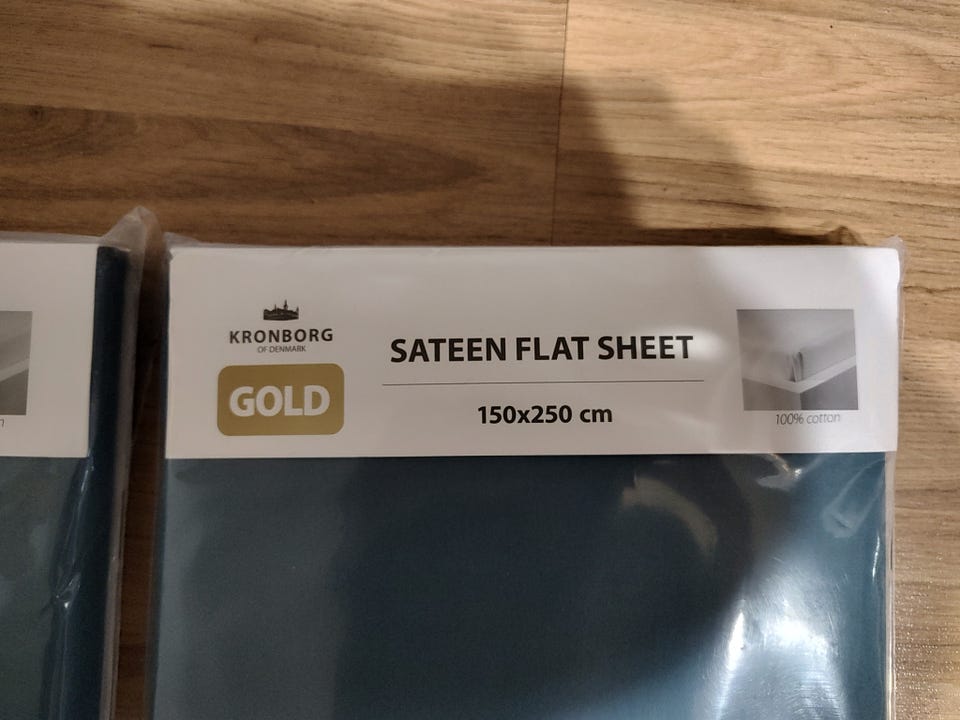 KRONBORG
OF DENMARK
GOLD
SATEEN FLAT SHEET
150x250 cm
100% cotton